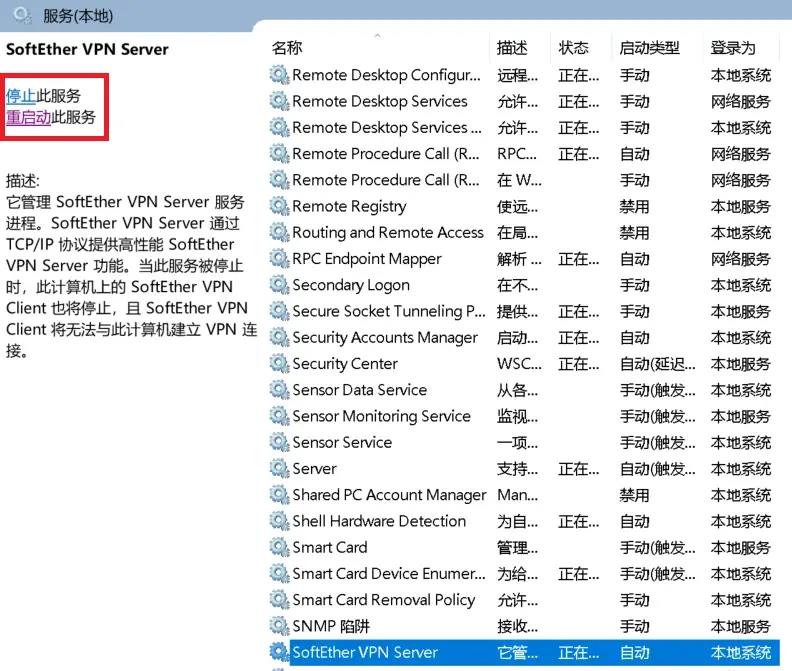 服务(本地)
SoftEther VPN Server
停止此服务
重启动此服务
描述:
它管理 SoftEther VPN Server 服务
进程。SoftEther VPN Server 通过
TCP/IP 协议提供高性能 SoftEther
VPN Server 功能。当此服务被停止
时，此计算机上的 SoftEther VPN
Client 也将停止，且 SoftEther VPN
Client 将无法与此计算机建立 VPN 连
接。
名称 描述 状态 启动类型 登录为
Remote Desktop Configur... 远程... 正在... 手动 本地系统
Remote Desktop Services 允许... 正在... 手动 网络服务
Remote Desktop Services ... 允许... 正在... 手动 本地系统
Remote Procedure Call (R... RPC... 正在... 自动 网络服务
Remote Procedure Call (R... 在 W... 手动 网络服务
Remote Registry 使远... 禁用 本地服务
Routing and Remote Access 在局... 禁用 本地系统
RPC Endpoint Mapper 解析 ... 正在... 自动 网络服务
Secondary Logon 在不... 手动 本地系统
Secure Socket Tunneling P... 提供... 正在... 手动 本地服务
Security Accounts Manager 启动... 正在... 自动 本地系统
Security Center WSC... 正在... 自动(延迟... 本地服务
Sensor Data Service 从各... 手动(触发... 本地系统
Sensor Monitoring Service 监视... 手动(触发... 本地服务
Sensor Service 一项... 手动(触发... 本地系统
Server 支持... 正在... 自动(触发... 本地系统
Shared PC Account Manager Man... 禁用 本地系统
Shell Hardware Detection 为自... 正在... 自动 本地系统
Smart Card 管理... 手动(触发... 本地服务
Smart Card Device Enumer... 为给... 正在... 手动(触发... 本地系统
Smart Card Removal Policy 允许... 手动 本地系统
SNMP 陷阱 接收... 手动 本地服务
SoftEther VPN Server 它管... 正在... 自动 本地系统